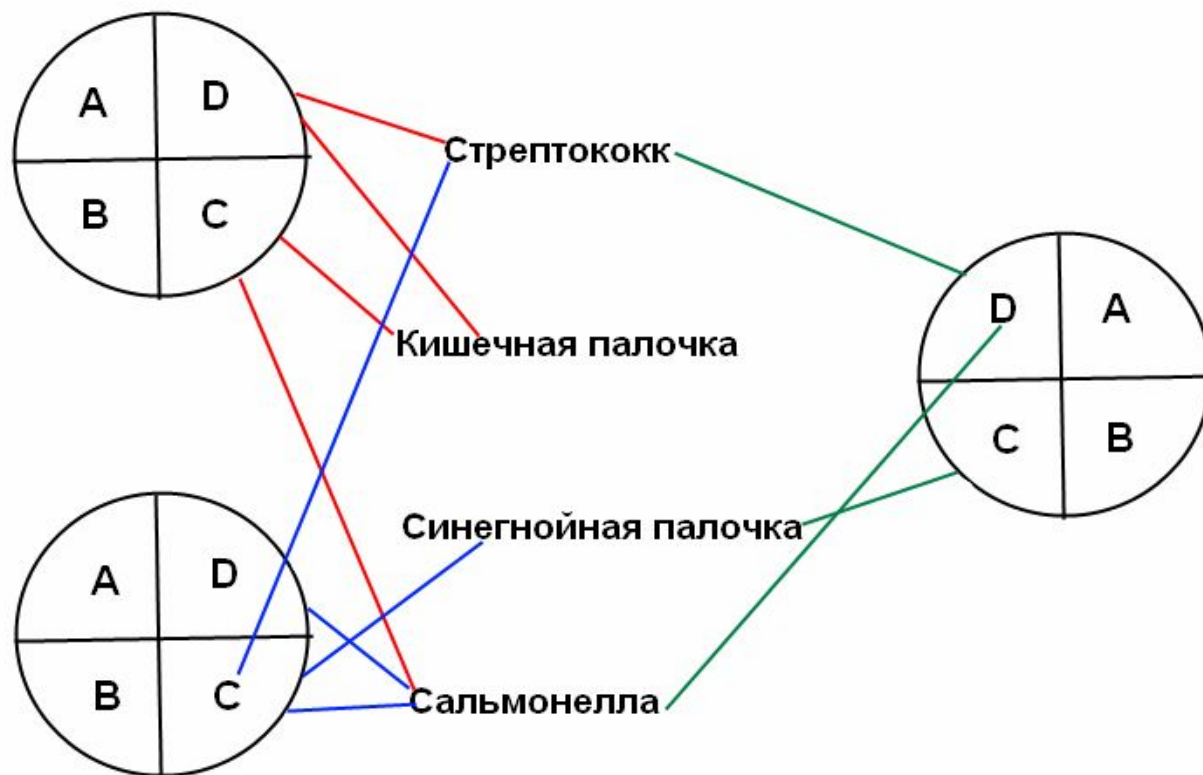 A D
B C
Стрептококк
Кишечная палочка
D A
C B
Синегнойная палочка
A D
B C
Сальмонелла